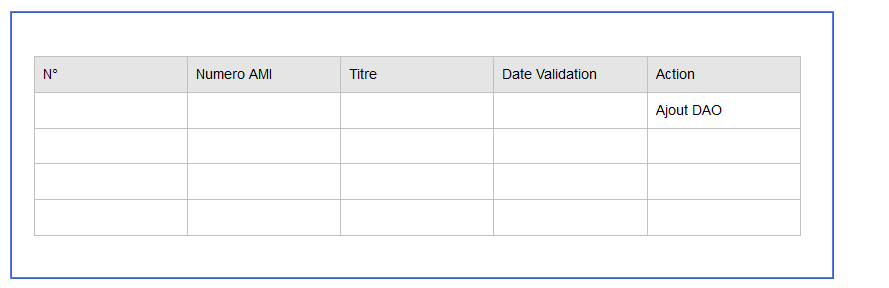 N° Numero AMI Titre Date Validation Action
Ajout DAO